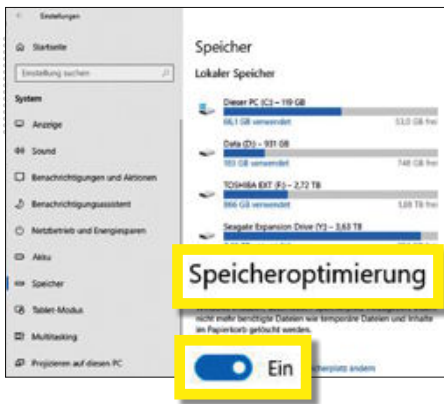 Einstellungen
Startseite
Einstellung suchen
System
Anzeige
Sound
Benachrichtigungen und Aktionen
Benachrichtigungsassistent
Netzbetrieb und Energiesparen
Akku
Speicher
Tablet-Modus
Multitasking
Projizieren auf diesen PC
Speicher
Lokaler Speicher
Dieser PC (C:) – 119 GB
66,1 GB verwendet 53,0 GB frei
Data (D:) – 931 GB
183 GB verwendet 748 GB frei
TOSHIBA EXT (F:) – 2,72 TB
866 GB verwendet 1,88 TB frei
Seagate Expansion Drive (Y:) – 3,63 TB
Speicheroptimierung
nicht mehr benötigte Dateien wie temporäre Dateien und Inhalte
im Papierkorb gelöscht werden.
Ein
cherplatz ändern